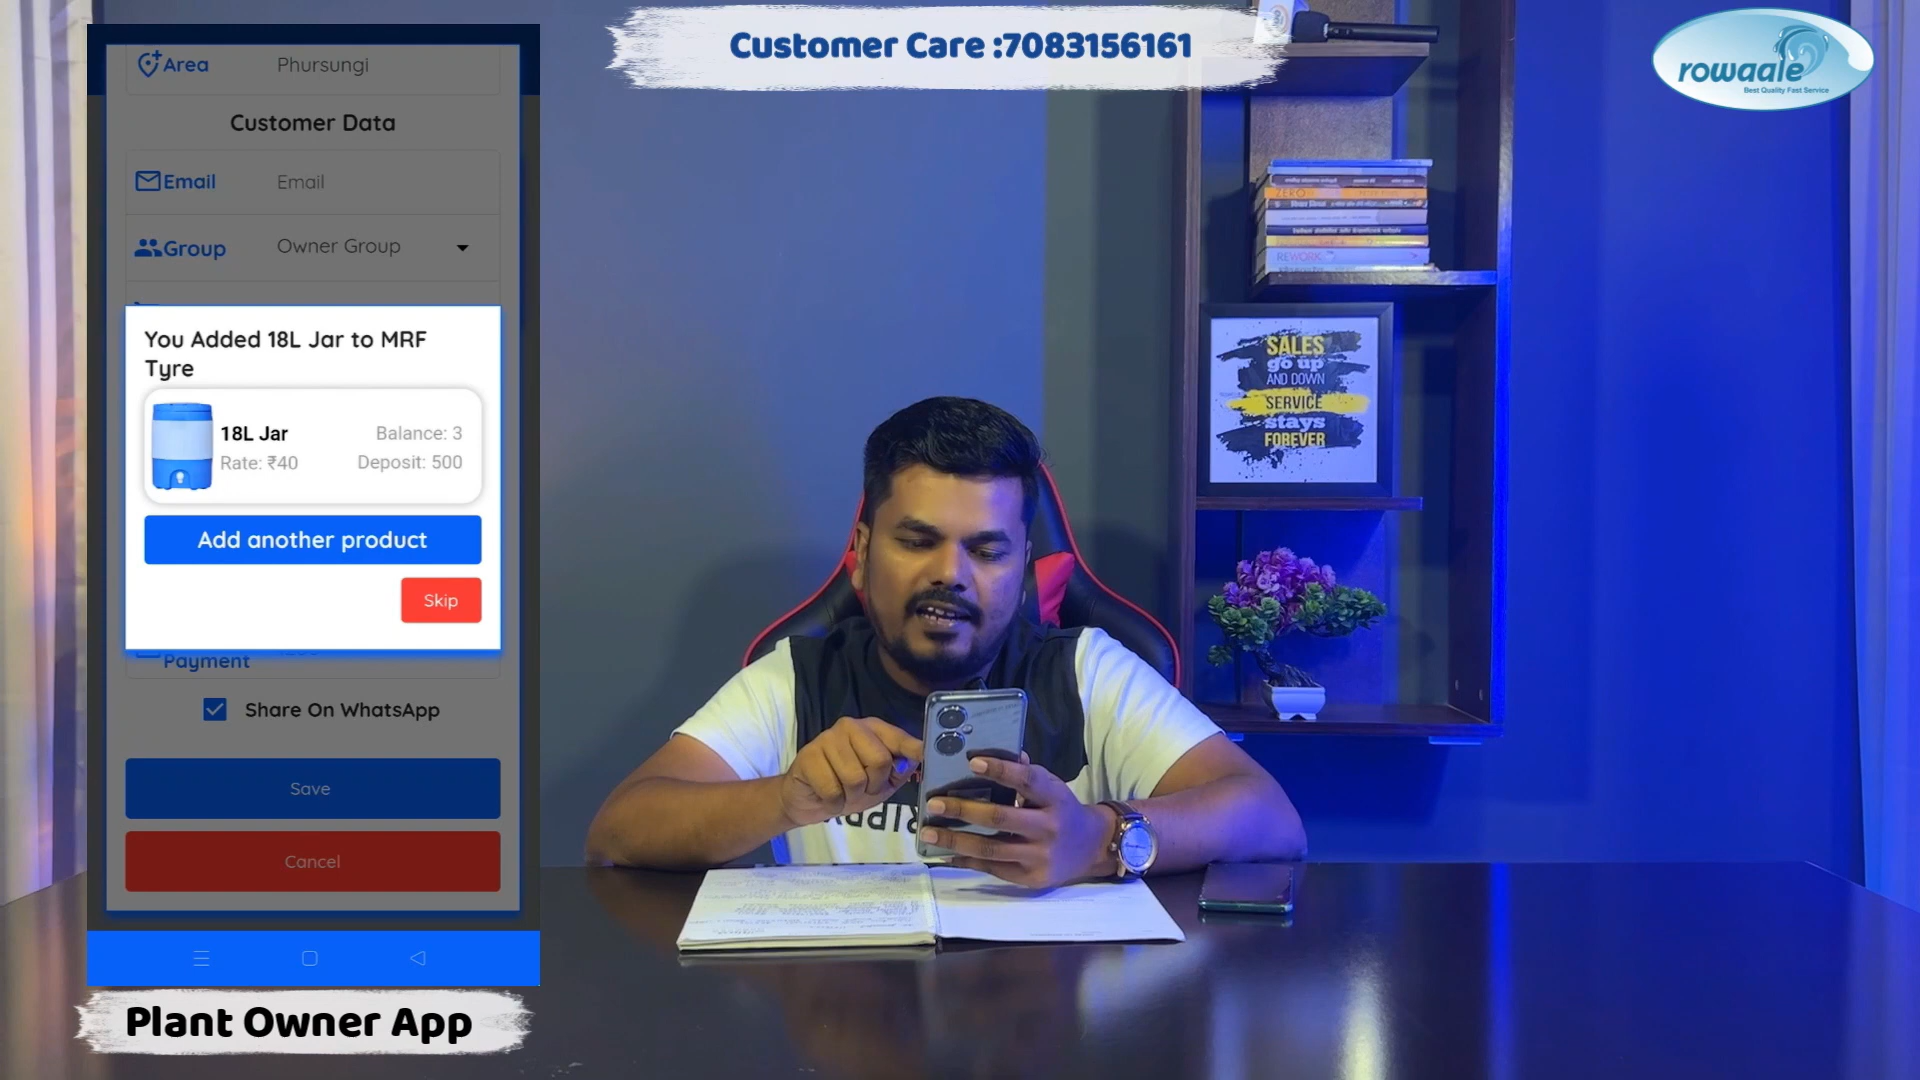 Customer Care :7083156161
rowaale
Best Quality Fast Service
Area
Phursungi
Customer Data
Email
Email
Group
Owner Group
You Added 18L Jar to MRF
Tyre
18L Jar
Balance: 3
Rate: ₹40
Deposit: 500
Add another product
Skip
Payment
Share On WhatsApp
Save
Cancel
Plant Owner App
ZERO
REWORK
SALES
go up
AND DOWN
SERVICE
stays
FOREVER